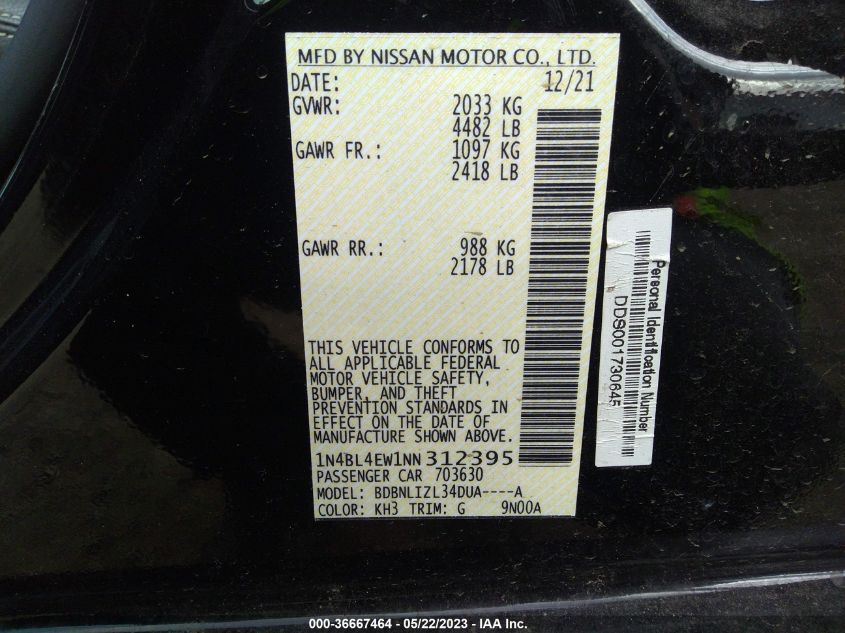 MFD BY NISSAN MOTOR CO., LTD.
DATE: 12/21
GVWR: 2033 KG
4482 LB
GAWR FR.: 1097 KG
2418 LB
GAWR RR.: 988 KG
2178 LB
THIS VEHICLE CONFORMS TO
ALL APPLICABLE FEDERAL
MOTOR VEHICLE SAFETY,
BUMPER, AND THEFT
PREVENTION STANDARDS IN
EFFECT ON THE DATE OF
MANUFACTURE SHOWN ABOVE.
1N4BL4EW1NN312395
PASSENGER CAR 703630
MODEL: BDBNLIZL34DUA----A
COLOR: KH3 TRIM: G 9N00A
Personal Identification Number
DDS001730645
000-36667464 - 05/22/2023 - IAA Inc.